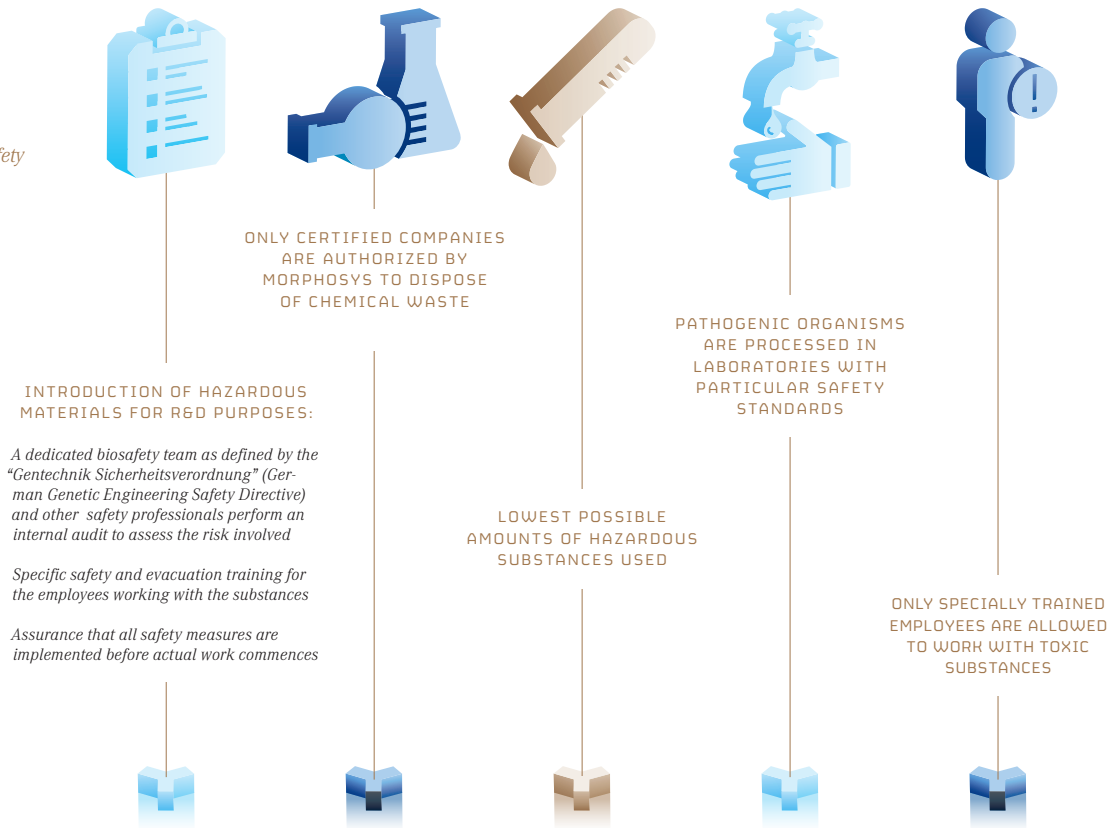 fety
ONLY CERTIFIED COMPANIES
ARE AUTHORIZED BY
MORPHOSYS TO DISPOSE
OF CHEMICAL WASTE
PATHOGENIC ORGANISMS
ARE PROCESSED IN
LABORATORIES WITH
PARTICULAR SAFETY
STANDARDS
INTRODUCTION OF HAZARDOUS
MATERIALS FOR R&D PURPOSES:
A dedicated biosafety team as defined by the
“Gentechnik Sicherheitsverordnung” (Ger-
man Genetic Engineering Safety Directive)
and other safety professionals perform an
internal audit to assess the risk involved
Specific safety and evacuation training for
the employees working with the substances
Assurance that all safety measures are
implemented before actual work commences
LOWEST POSSIBLE
AMOUNTS OF HAZARDOUS
SUBSTANCES USED
ONLY SPECIALLY TRAINED
EMPLOYEES ARE ALLOWED
TO WORK WITH TOXIC
SUBSTANCES